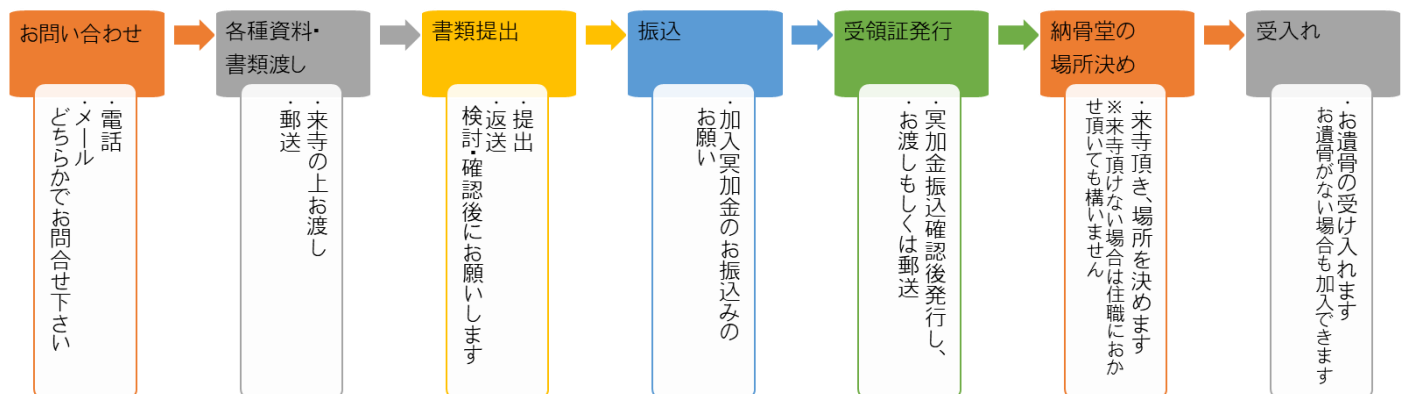 お問い合わせ
・電話
・メール
どちらかでお問合せ下さい
各種資料・
書類渡し
・来寺の上お渡し
・郵送
書類提出
・提出
・返送
検討・確認後にお願いします
振込
・加入冥加金のお振込みの
お願い
受領証発行
・冥加金振込確認後発行し、
お渡しもしくは郵送
納骨堂の
場所決め
・来寺頂き、場所を決めます
※来寺頂けない場合は住職におか
せ頂いても構いません
受入れ
・お遺骨の受け入れます
お遺骨がない場合も加入できます